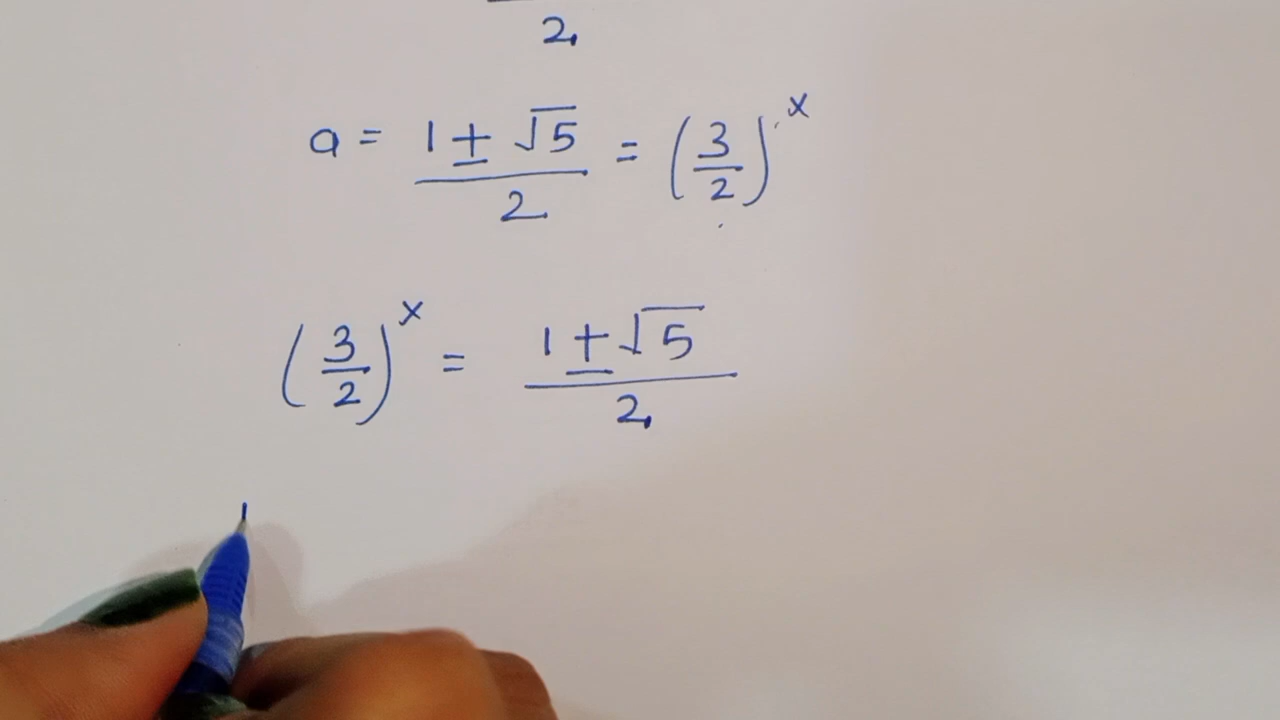 2
a = (1 ± √5)/2 = (3/2)^x
(3/2)^x = (1 ± √5)/2